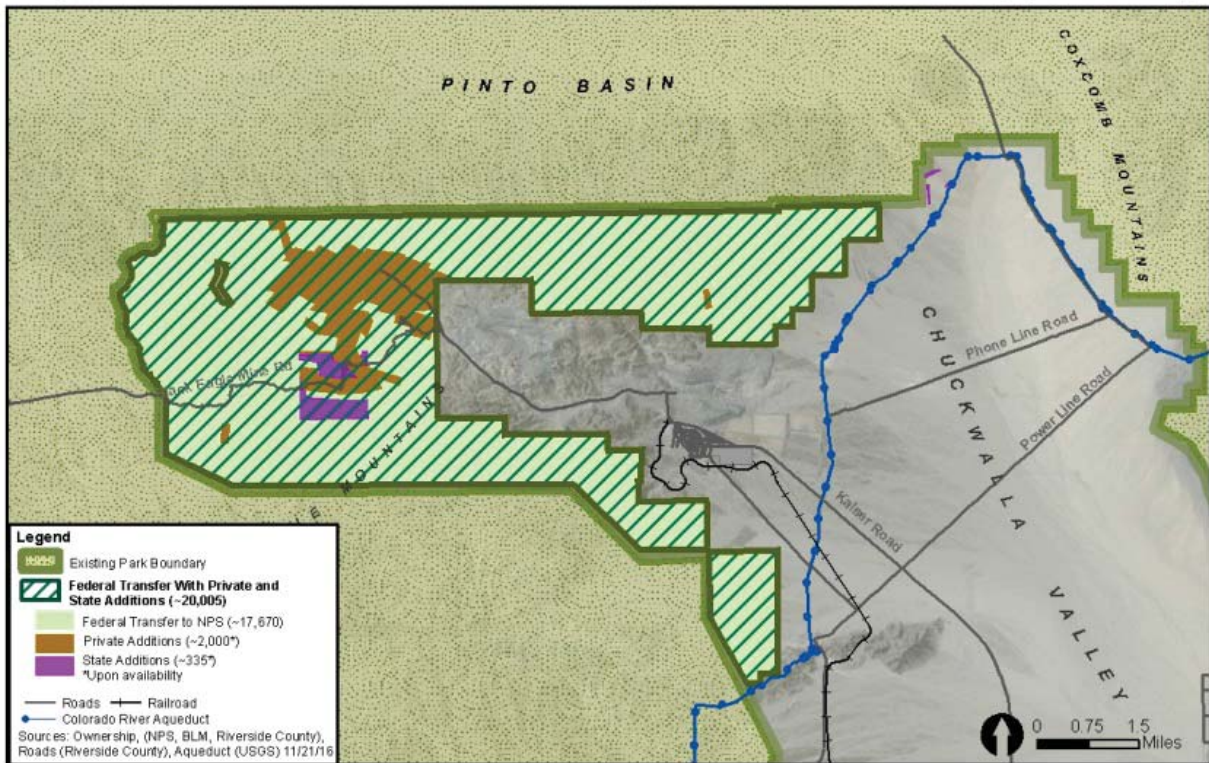 PINTO BASIN
COXCOMB MOUNTAINS
CHUCKWALLA VALLEY
Phone Line Road
Power Line Road
Kaiser Road
Eagle Mine Rd
MOUNTAINS
Legend
Existing Park Boundary
Federal Transfer With Private and
State Additions (~20,005)
Federal Transfer to NPS (~17,670)
Private Additions (~2,000*)
State Additions (~335*)
*Upon availability
Roads Railroad
Colorado River Aqueduct
Sources: Ownership, (NPS, BLM, Riverside County),
Roads (Riverside County), Aqueduct (USGS) 11/21/16
0 0.75 1.5
Miles